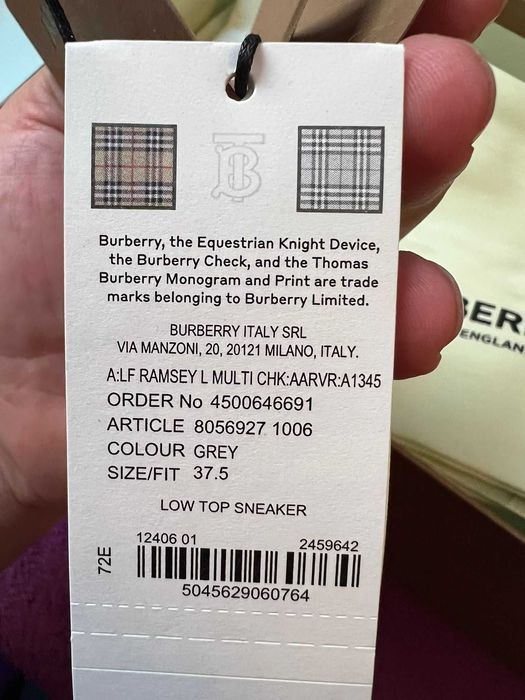 Burberry, the Equestrian Knight Device,
the Burberry Check, and the Thomas
Burberry Monogram and Print are trade
marks belonging to Burberry Limited.
BURBERRY ITALY SRL
VIA MANZONI, 20, 20121 MILANO, ITALY.
A:LF RAMSEY L MULTI CHK:AARVR:A1345
ORDER No 4500646691
ARTICLE 8056927 1006
COLOUR GREY
SIZE/FIT 37.5
LOW TOP SNEAKER
72E
12406 01 2459642
5045629060764
BER
ENGLAN